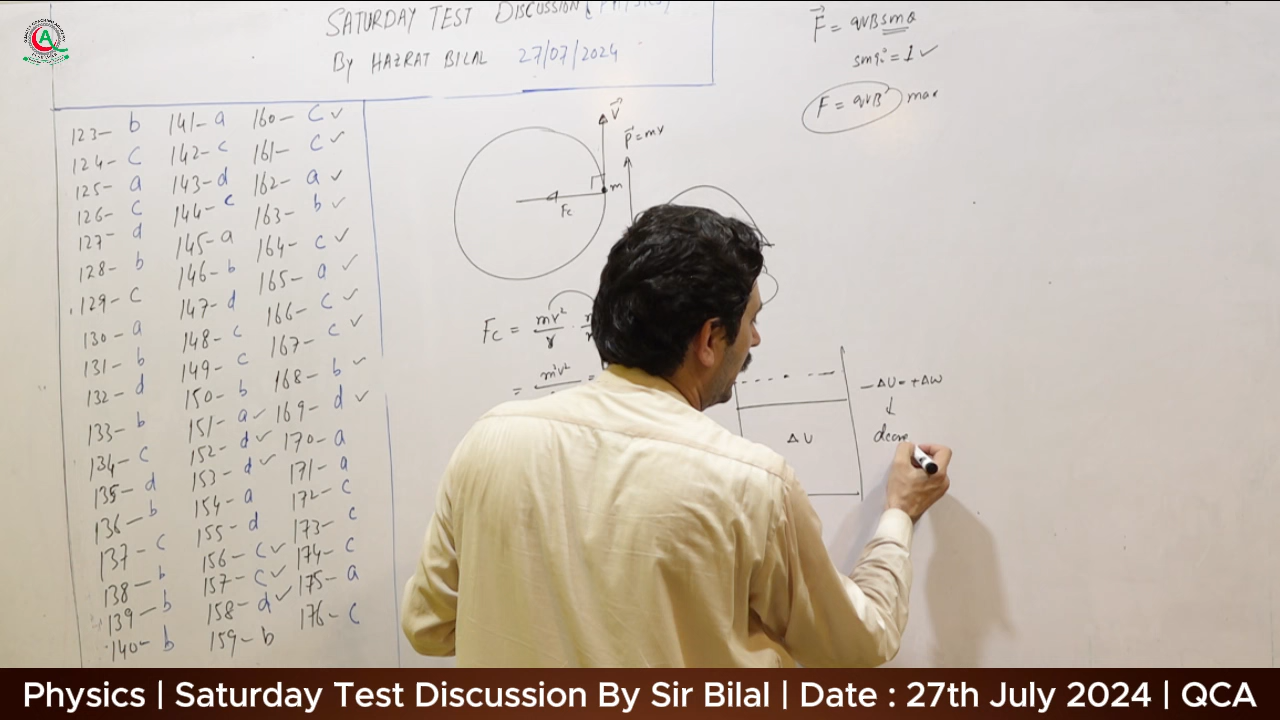 SATURDAY TEST DISCUSSION (PHYSICS)
BY HAZRAT BILAL 27/07/2024
123- b 141- a 160- C ✓
124- C 142- c 161- C ✓
125- a 143- d 162- a ✓
126- C 144- c 163- b ✓
127- d 145- a 164- c ✓
128- b 146- b 165- a ✓
129- C 147- d 166- C ✓
130- a 148- c 167- c ✓
131- b 149- c 168- b ✓
132- d 150- b 169- d ✓
133- b 151- a ✓ 170- a
134- C 152- d ✓ 171- a
135- d 153- d ✓ 172- C
136- b 154- a 173- c
137- C 155- d 174- C
138- b 156- C ✓ 175- a
139- b 157- C ✓ 176- C
140- b 158- d ✓
159- b
F⃗ = qvB sinθ
sin90° = 1 ✓
F = qvB max
V⃗
P⃗ = mv
m
Fc
Fc = mv²/r ·
= m²v² =
-ΔU = +ΔW
↓
decre
ΔU
Physics | Saturday Test Discussion By Sir Bilal | Date : 27th July 2024 | QCA